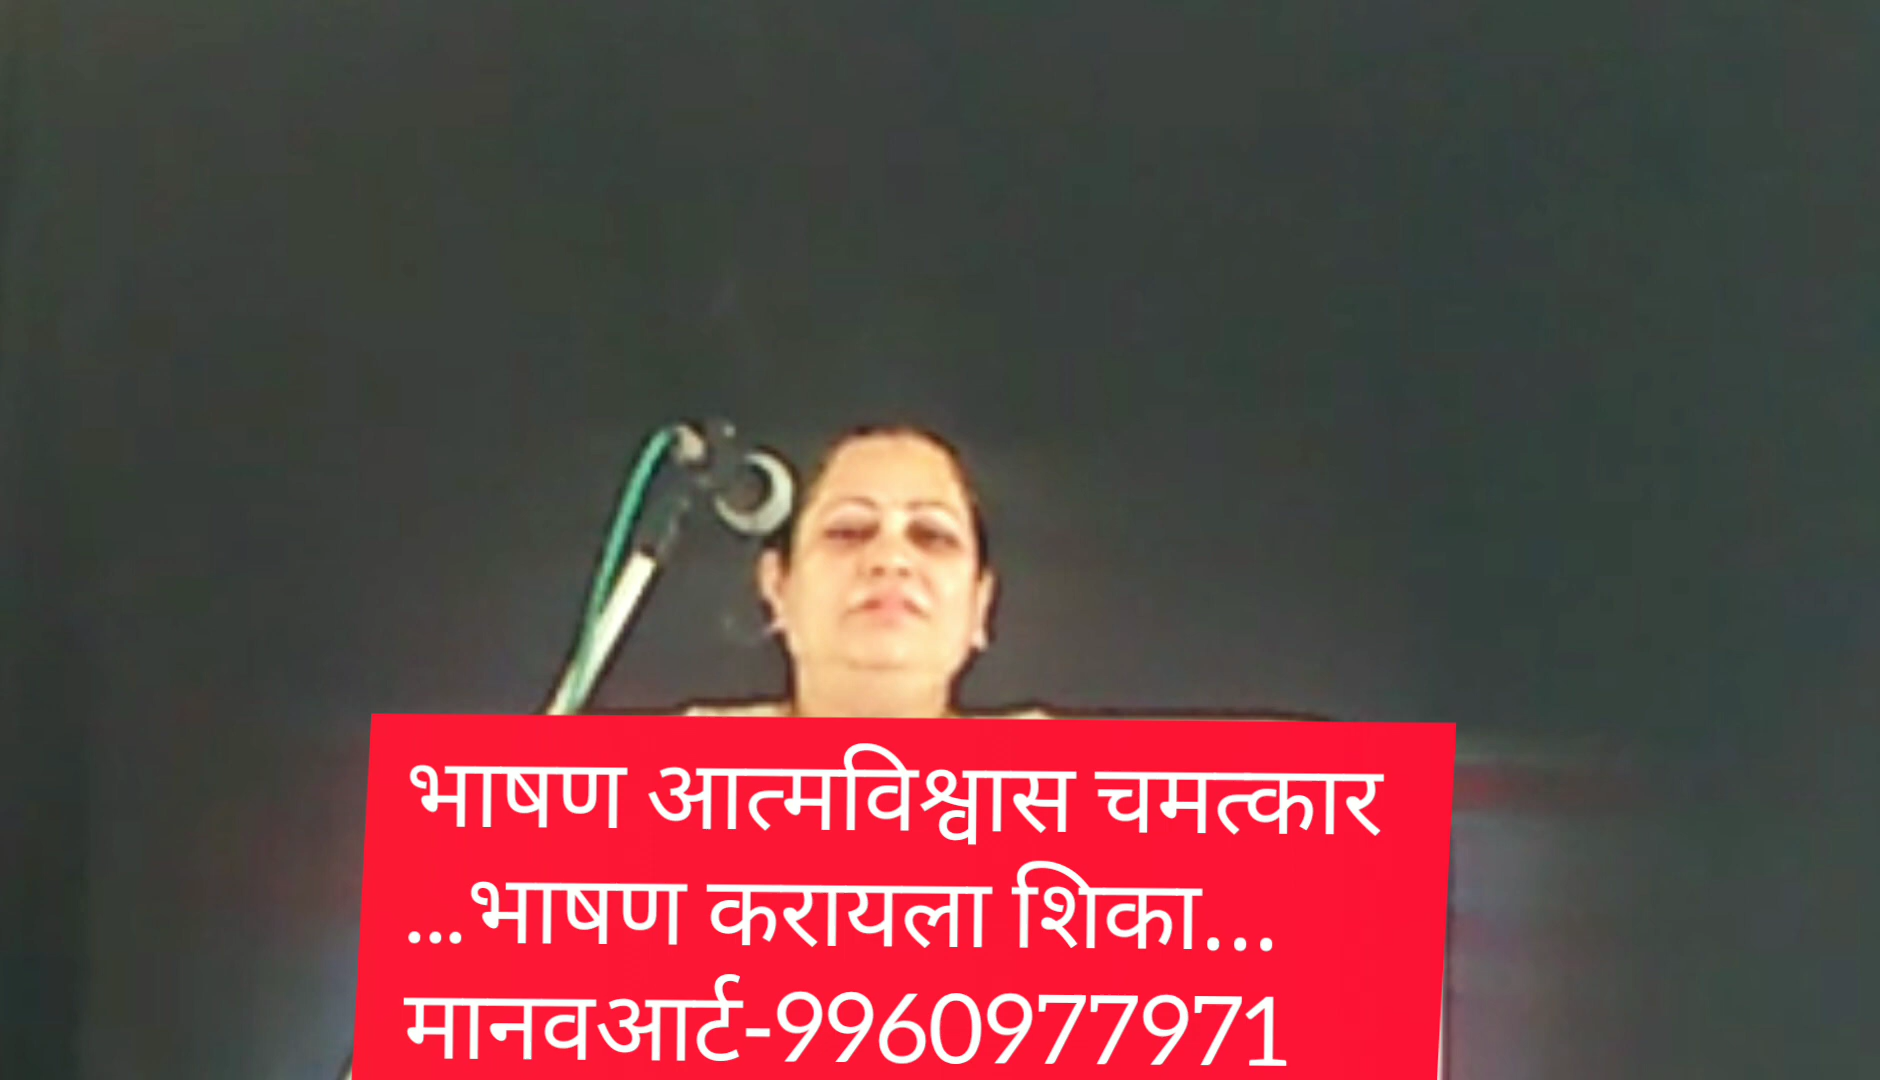 भाषण आत्मविश्वास चमत्कार
...भाषण करायला शिका...
मानवआर्ट-9960977971